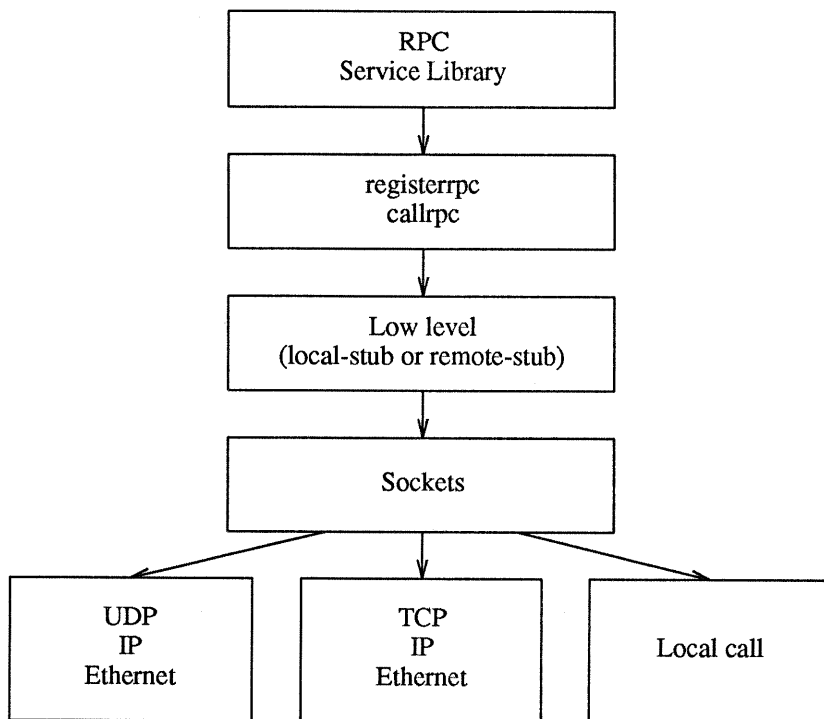 RPC
Service Library
registerrpc
callrpc
Low level
(local-stub or remote-stub)
Sockets
UDP
IP
Ethernet
TCP
IP
Ethernet
Local call